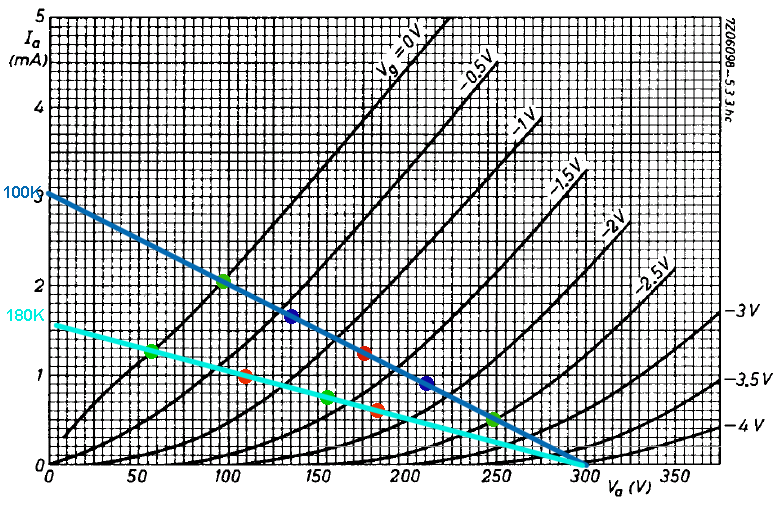 5
Ia
(mA)
4
3
2
1
0
100K
180K
Vg = 0V
-0,5V
-1V
-1,5V
-2V
-2,5V
-3V
-3,5V
-4V
7206098-5 3 3 hc
0 50 100 150 200 250 300 350
Va (V)